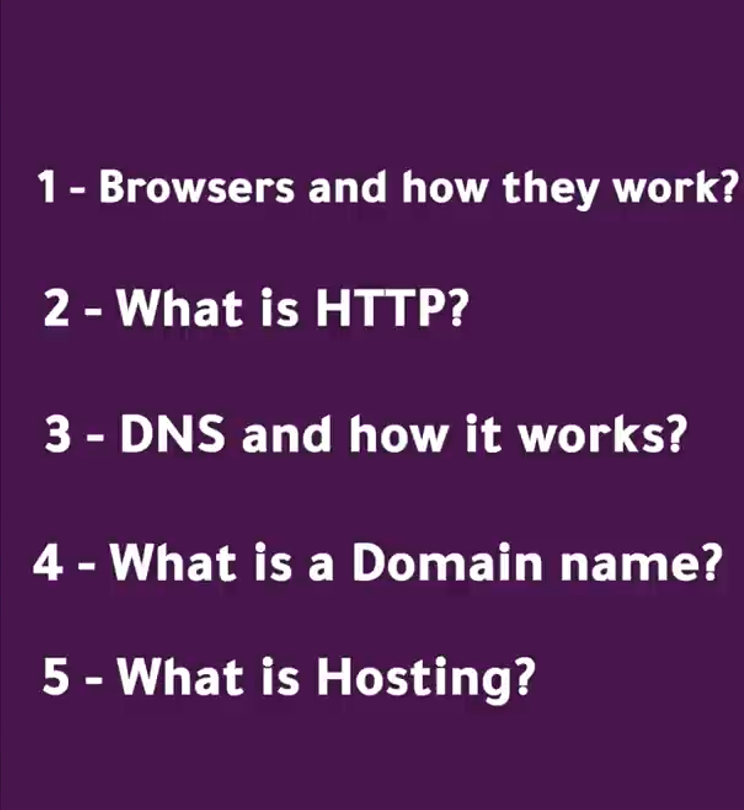 1 - Browsers and how they work?
2 - What is HTTP?
3 - DNS and how it works?
4 - What is a Domain name?
5 - What is Hosting?